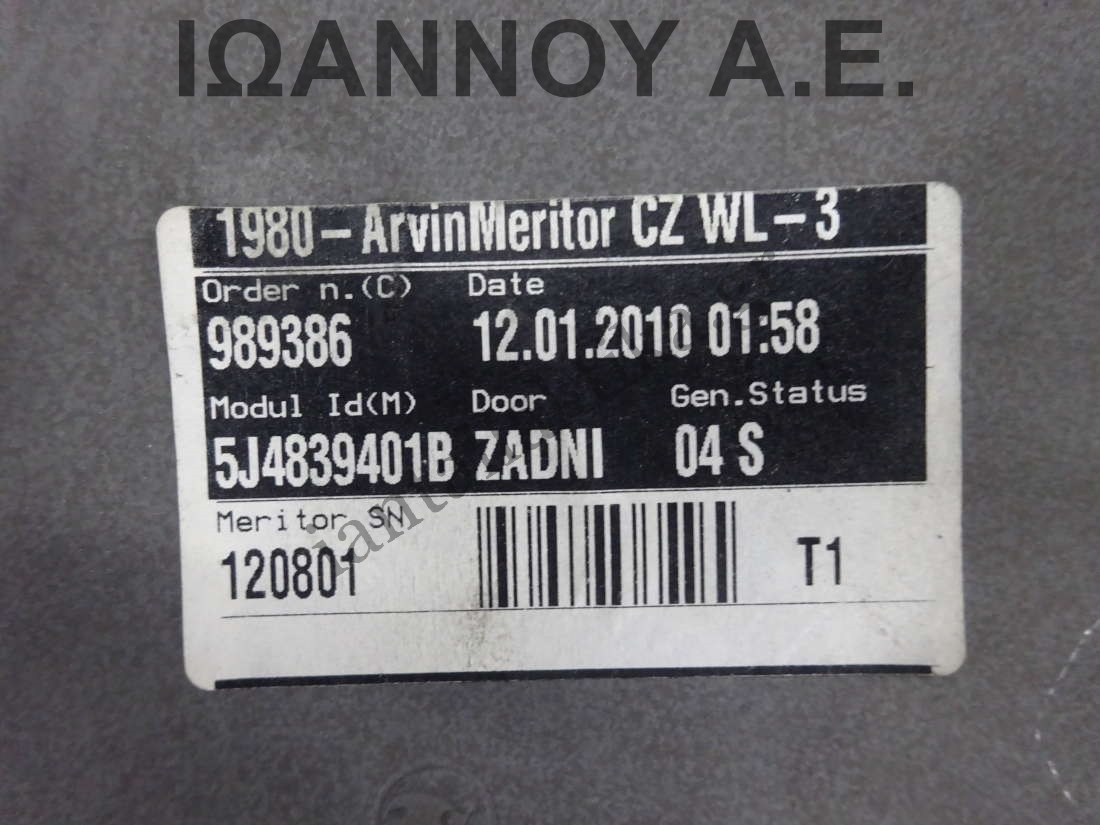 ΙΩΑΝΝΟΥ Α.Ε.
1980-ArvinMeritor CZ WL-3
Order n.(C) Date
989386 12.01.2010 01:58
Modul Id(M) Door Gen.Status
5J4839401B ZADNI 04 S
Meritor SN
120801 T1